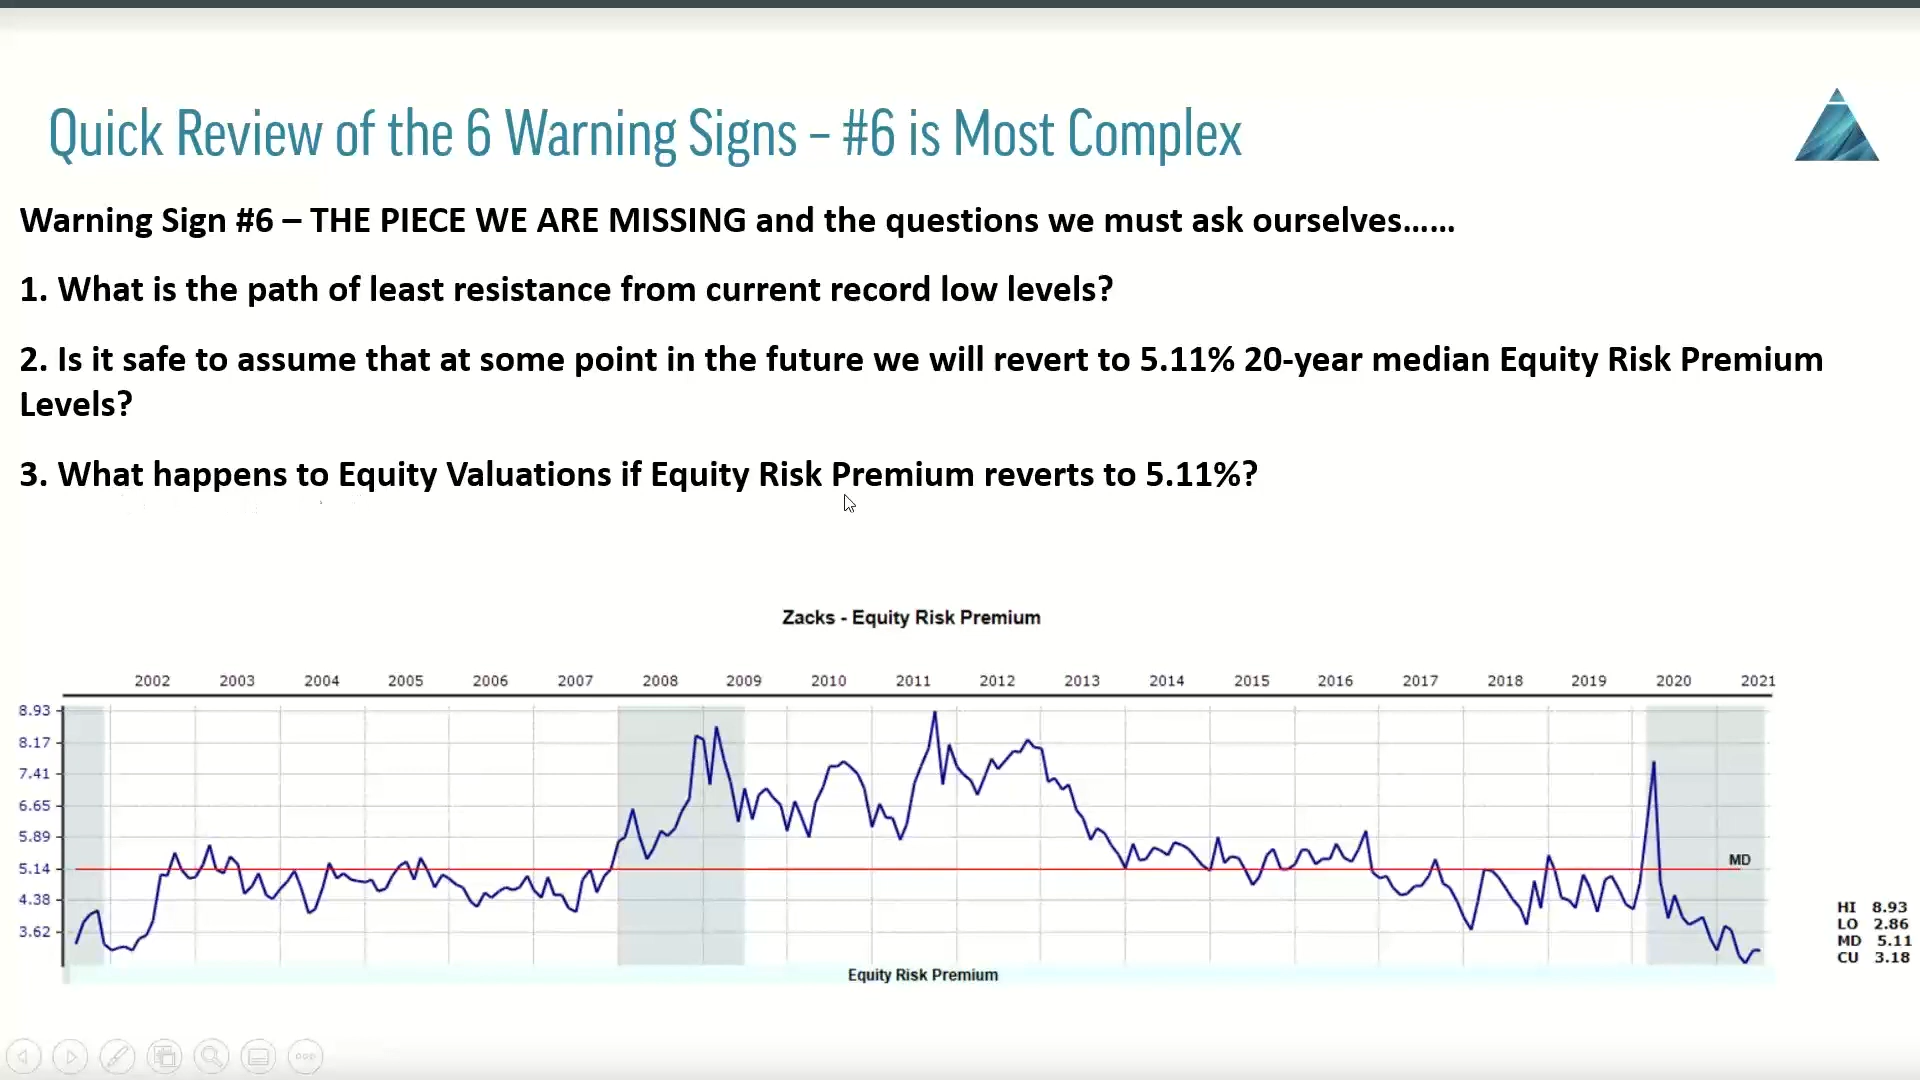 Quick Review of the 6 Warning Signs – #6 is Most Complex
Warning Sign #6 – THE PIECE WE ARE MISSING and the questions we must ask ourselves……
1. What is the path of least resistance from current record low levels?
2. Is it safe to assume that at some point in the future we will revert to 5.11% 20-year median Equity Risk Premium
Levels?
3. What happens to Equity Valuations if Equity Risk Premium reverts to 5.11%?
Zacks - Equity Risk Premium
2002 2003 2004 2005 2006 2007 2008 2009 2010 2011 2012 2013 2014 2015 2016 2017 2018 2019 2020 2021
8.93
8.17
7.41
6.65
5.89
5.14
4.38
3.62
MD
HI 8.93
LO 2.86
MD 5.11
CU 3.18
Equity Risk Premium